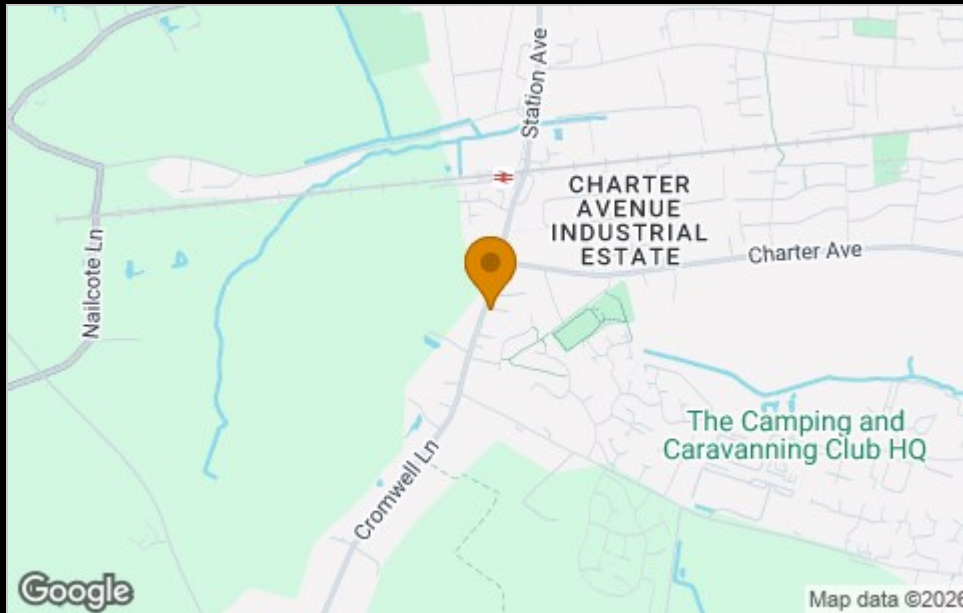 Station Ave
CHARTER
AVENUE
INDUSTRIAL
ESTATE
Charter Ave
Nailcote Ln
The Camping and
Caravanning Club HQ
Cromwell Ln
Google
Map data ©2026